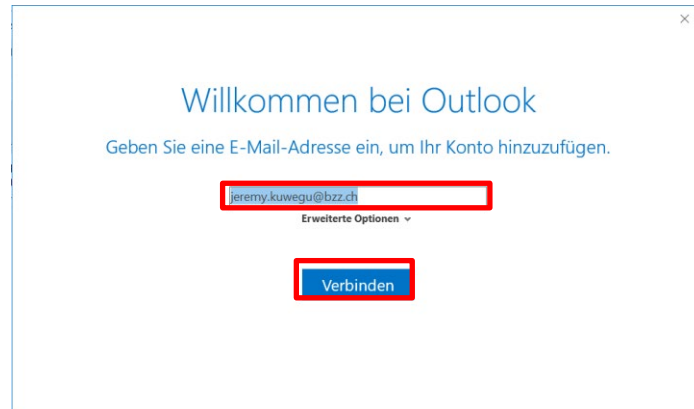 Willkommen bei Outlook
Geben Sie eine E-Mail-Adresse ein, um Ihr Konto hinzuzufügen.
jeremy.kuwegu@bzz.ch
Erweiterte Optionen
Verbinden